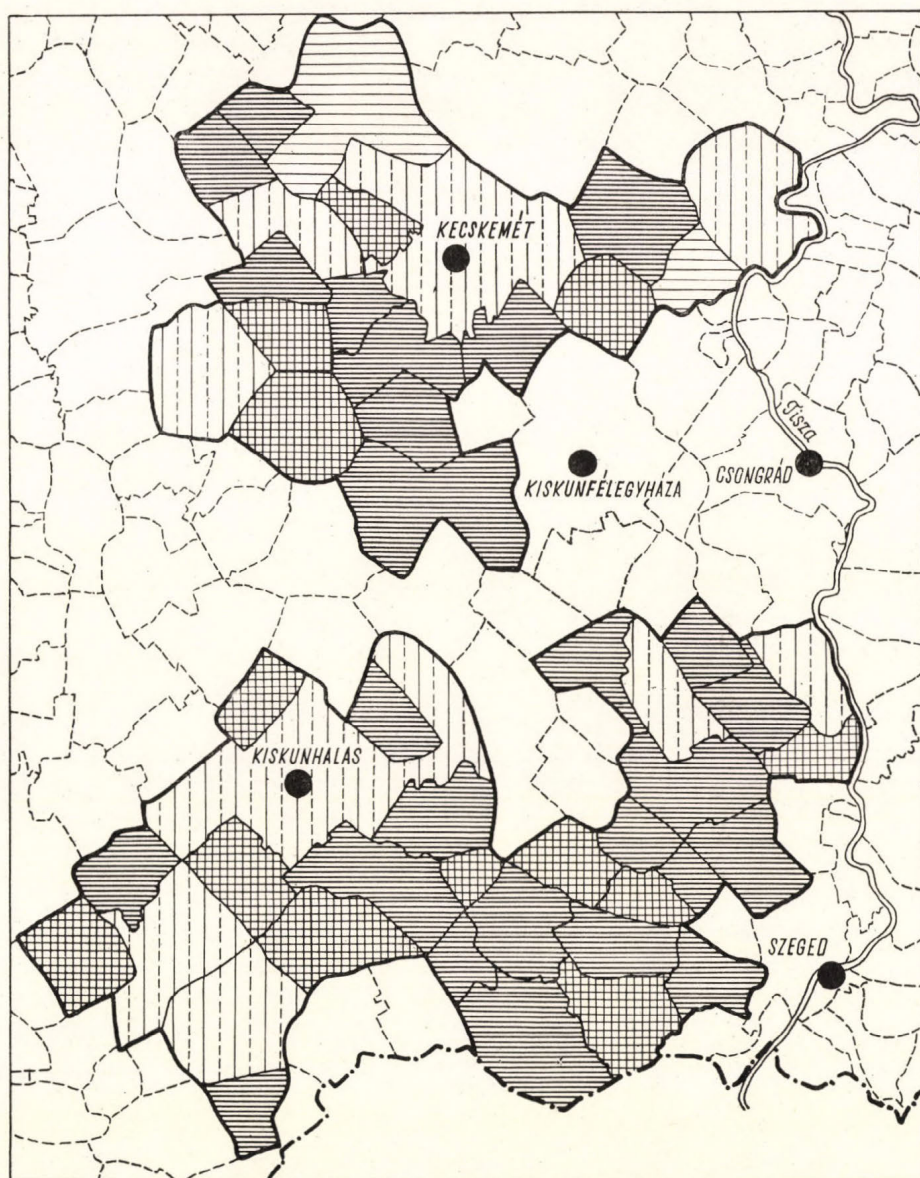 KECSKEMÉT
Tisza
KISKUNFÉLEGYHÁZA
CSONGRÁD
KISKUNHALAS
SZEGED